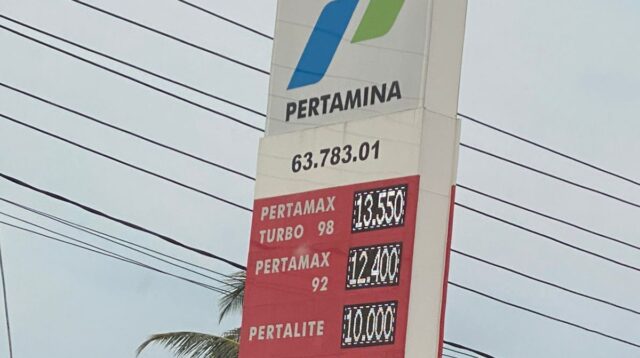 PERTAMINA
63.783.01
PERTAMAX TURBO 98 13.550
PERTAMAX 92 12.400
PERTALITE 10.000